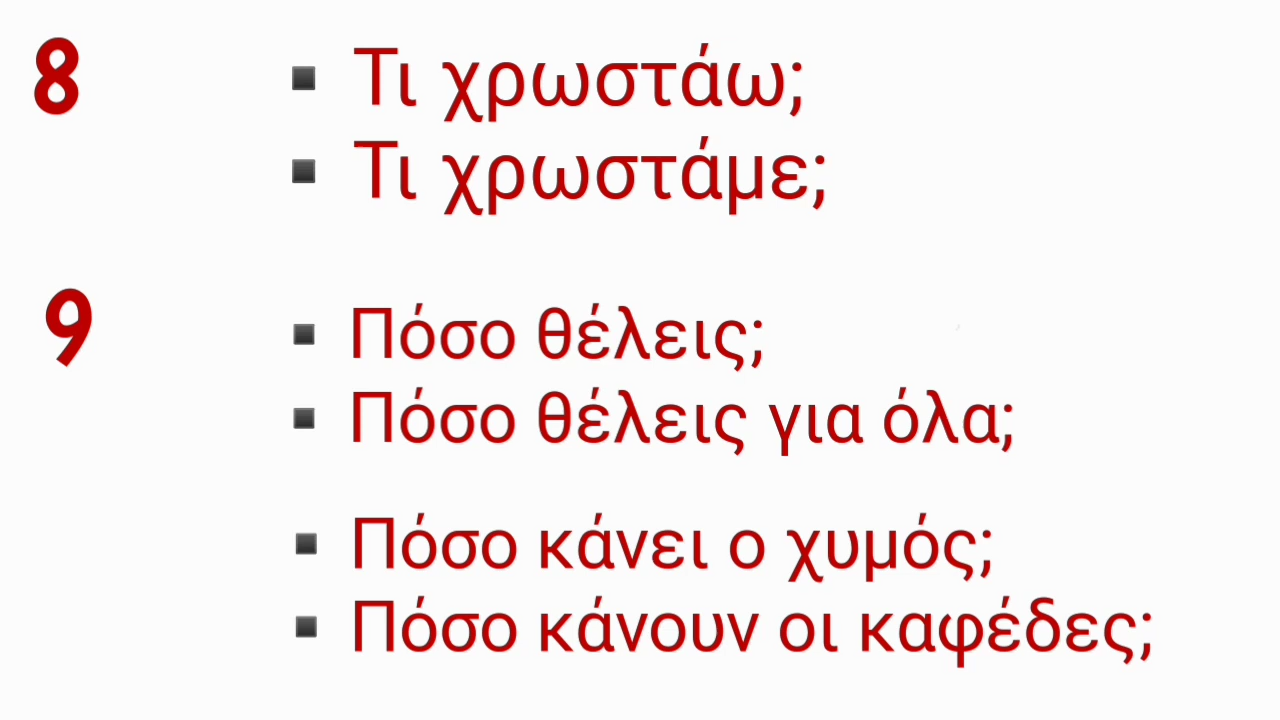 8 ▪ Τι χρωστάω;
▪ Τι χρωστάμε;
9 ▪ Πόσο θέλεις;
▪ Πόσο θέλεις για όλα;
▪ Πόσο κάνει ο χυμός;
▪ Πόσο κάνουν οι καφέδες;